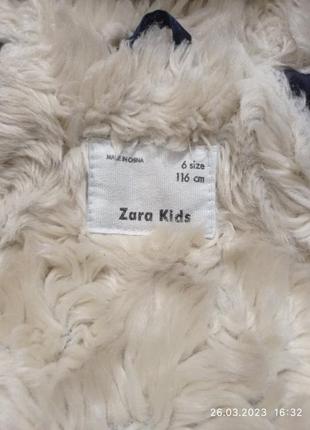 MADE IN CHINA
6 size
116 cm
Zara Kids
26.03.2023 16:32